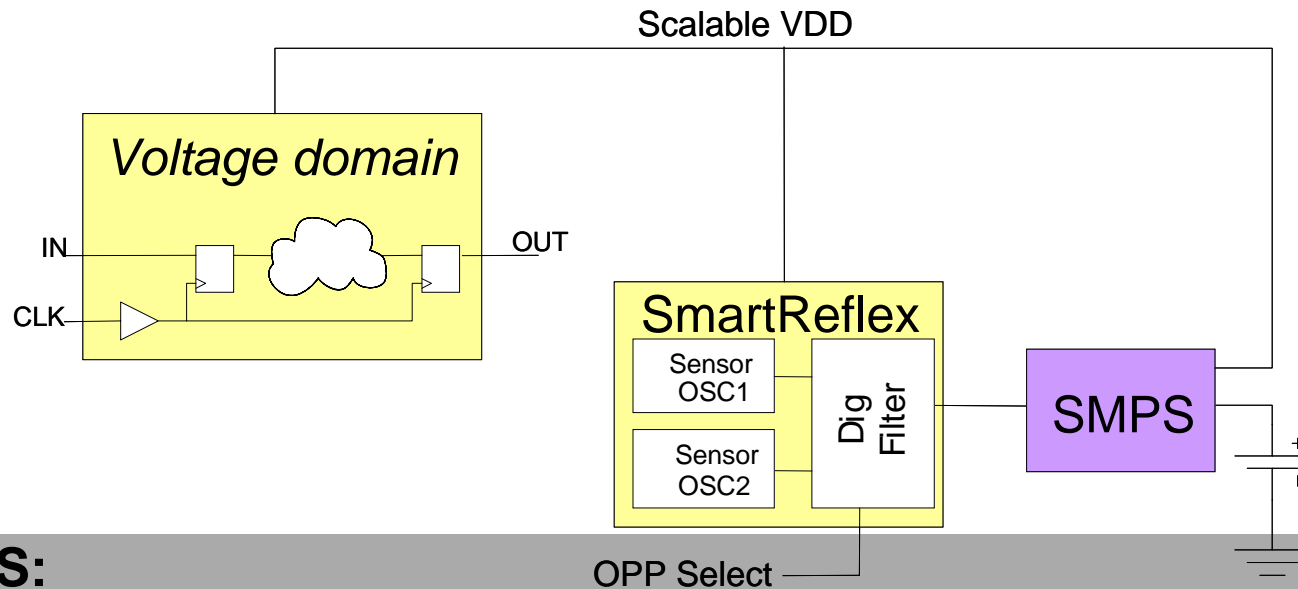 Scalable VDD
Voltage domain
IN
OUT
CLK
SmartReflex
Sensor
OSC1
Sensor
OSC2
Dig
Filter
SMPS
+
S:
OPP Select